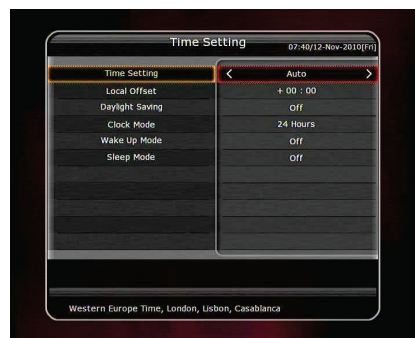 Time Setting
07:40/12-Nov-2010[Fri]
Time Setting < Auto >
Local Offset + 00 : 00
Daylight Saving Off
Clock Mode 24 Hours
Wake Up Mode Off
Sleep Mode Off
Western Europe Time, London, Lisbon, Casablanca